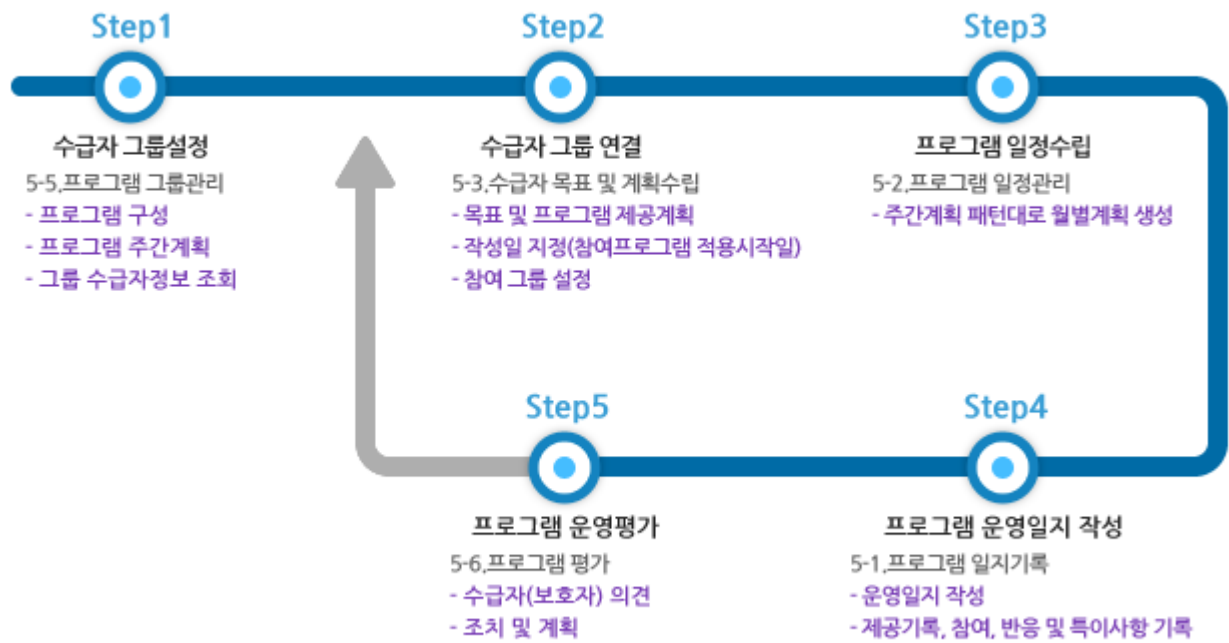 Step1
수급자 그룹설정
5-5.프로그램 그룹관리
- 프로그램 구성
- 프로그램 주간계획
- 그룹 수급자정보 조회
Step2
수급자 그룹 연결
5-3.수급자 목표 및 계획수립
- 목표 및 프로그램 제공계획
- 작성일 지정(참여프로그램 적용시작일)
- 참여 그룹 설정
Step3
프로그램 일정수립
5-2.프로그램 일정관리
- 주간계획 패턴대로 월별계획 생성
Step4
프로그램 운영일지 작성
5-1.프로그램 일지기록
- 운영일지 작성
- 제공기록, 참여, 반응 및 특이사항 기록
Step5
프로그램 운영평가
5-6.프로그램 평가
- 수급자(보호자) 의견
- 조치 및 계획